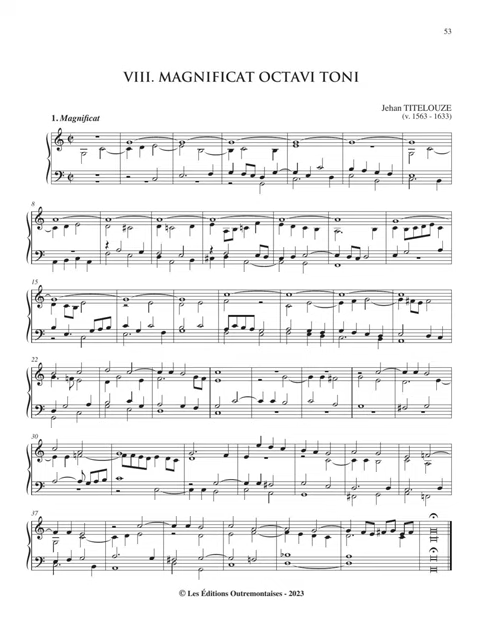 53
VIII. MAGNIFICAT OCTAVI TONI
Jehan TITELOUZE
(v. 1563 - 1633)
1. Magnificat
8
15
22
30
37
© Les Éditions Outremontaises - 2023